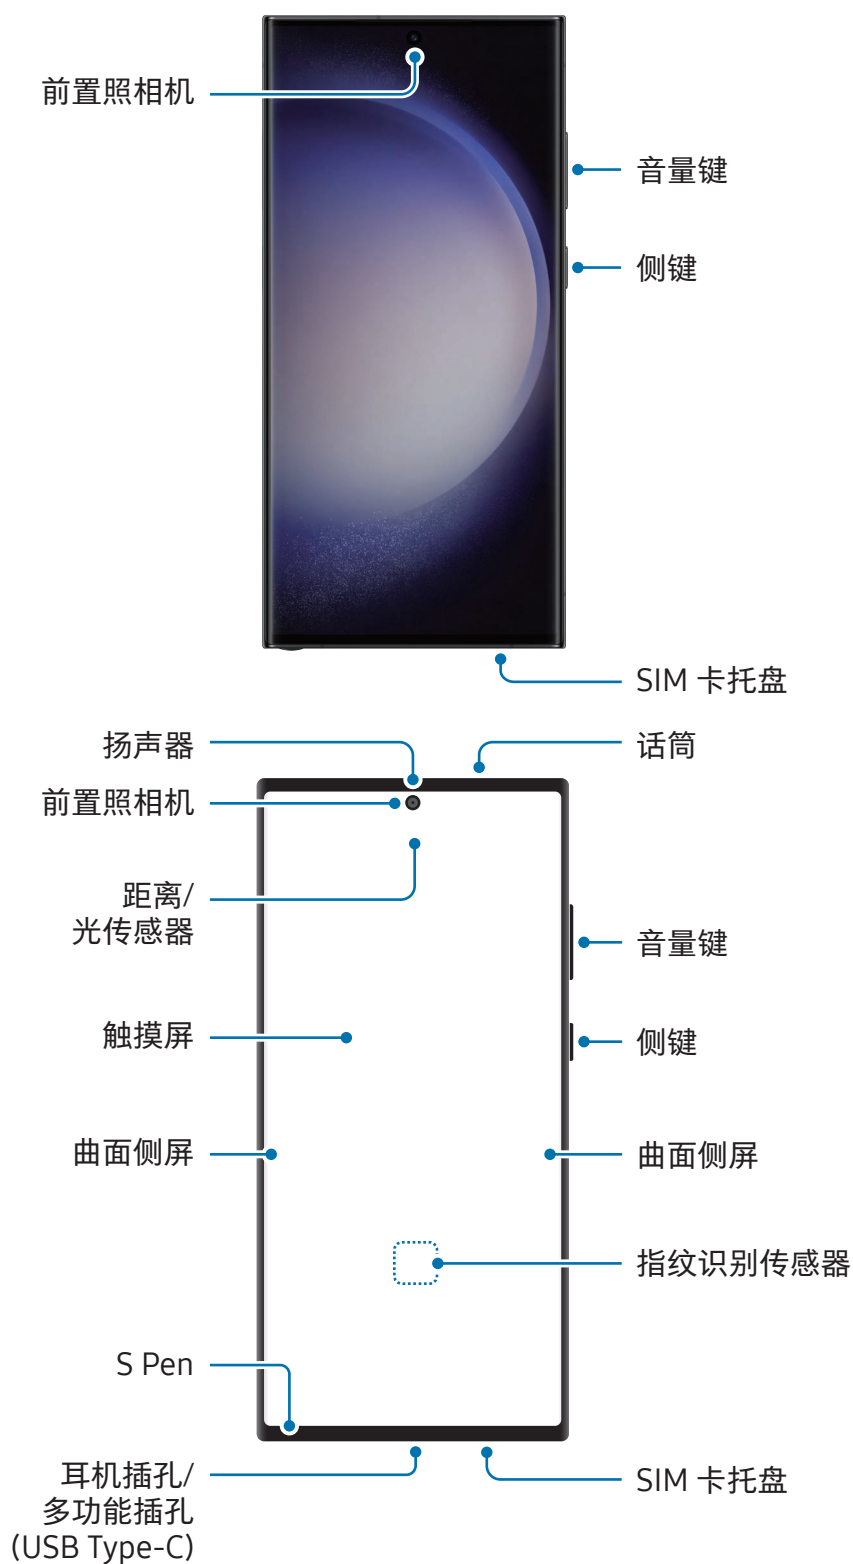 前置照相机
音量键
侧键
SIM 卡托盘
扬声器
话筒
前置照相机
距离/
光传感器
音量键
触摸屏
侧键
曲面侧屏
曲面侧屏
指纹识别传感器
S Pen
耳机插孔/
多功能插孔
(USB Type-C)
SIM 卡托盘